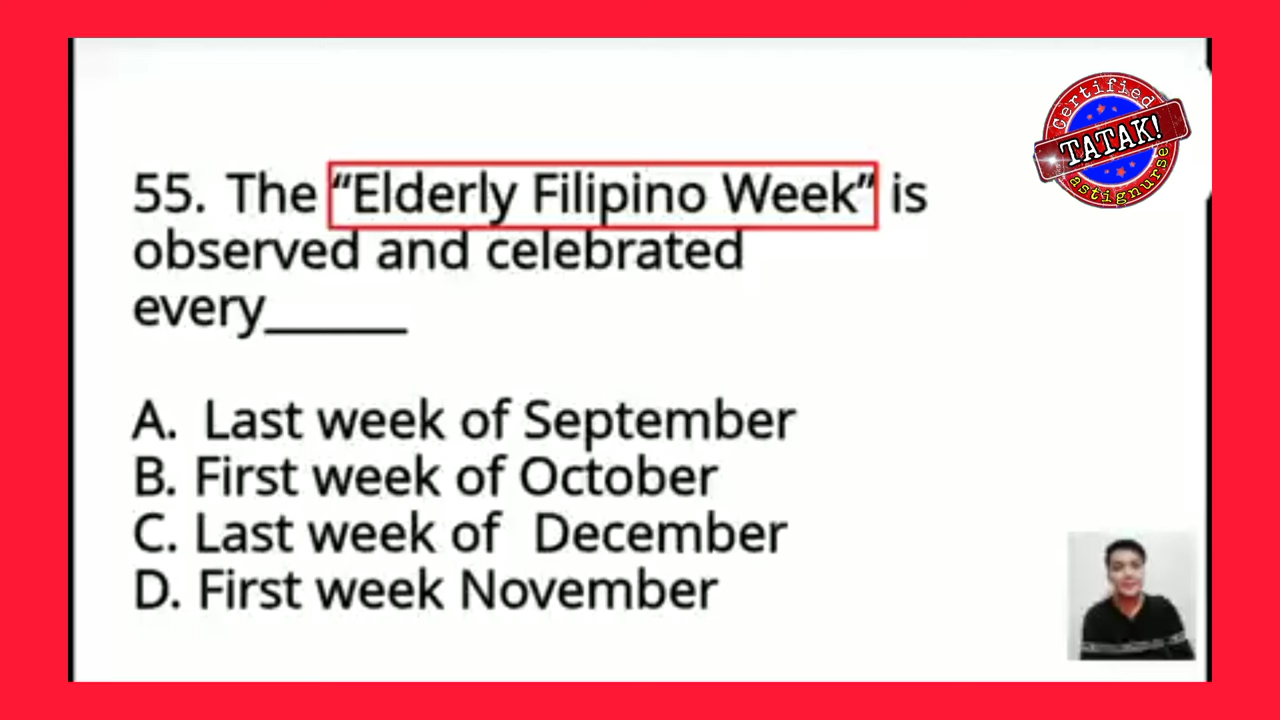 Certified
TATAK!
astignurse
55. The “Elderly Filipino Week” is
observed and celebrated
every______
A. Last week of September
B. First week of October
C. Last week of December
D. First week November